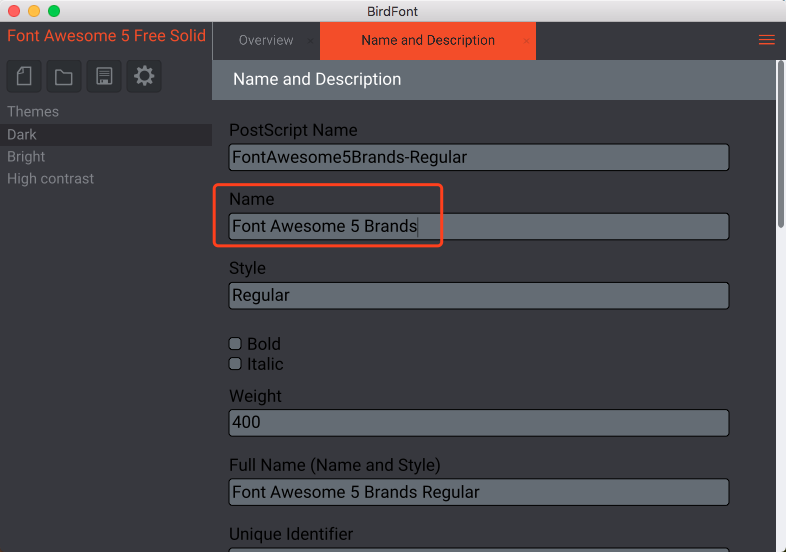 BirdFont
Font Awesome 5 Free Solid
Overview
Name and Description
Themes
Dark
Bright
High contrast
Name and Description
PostScript Name
FontAwesome5Brands-Regular
Name
Font Awesome 5 Brands
Style
Regular
Bold
Italic
Weight
400
Full Name (Name and Style)
Font Awesome 5 Brands Regular
Unique Identifier